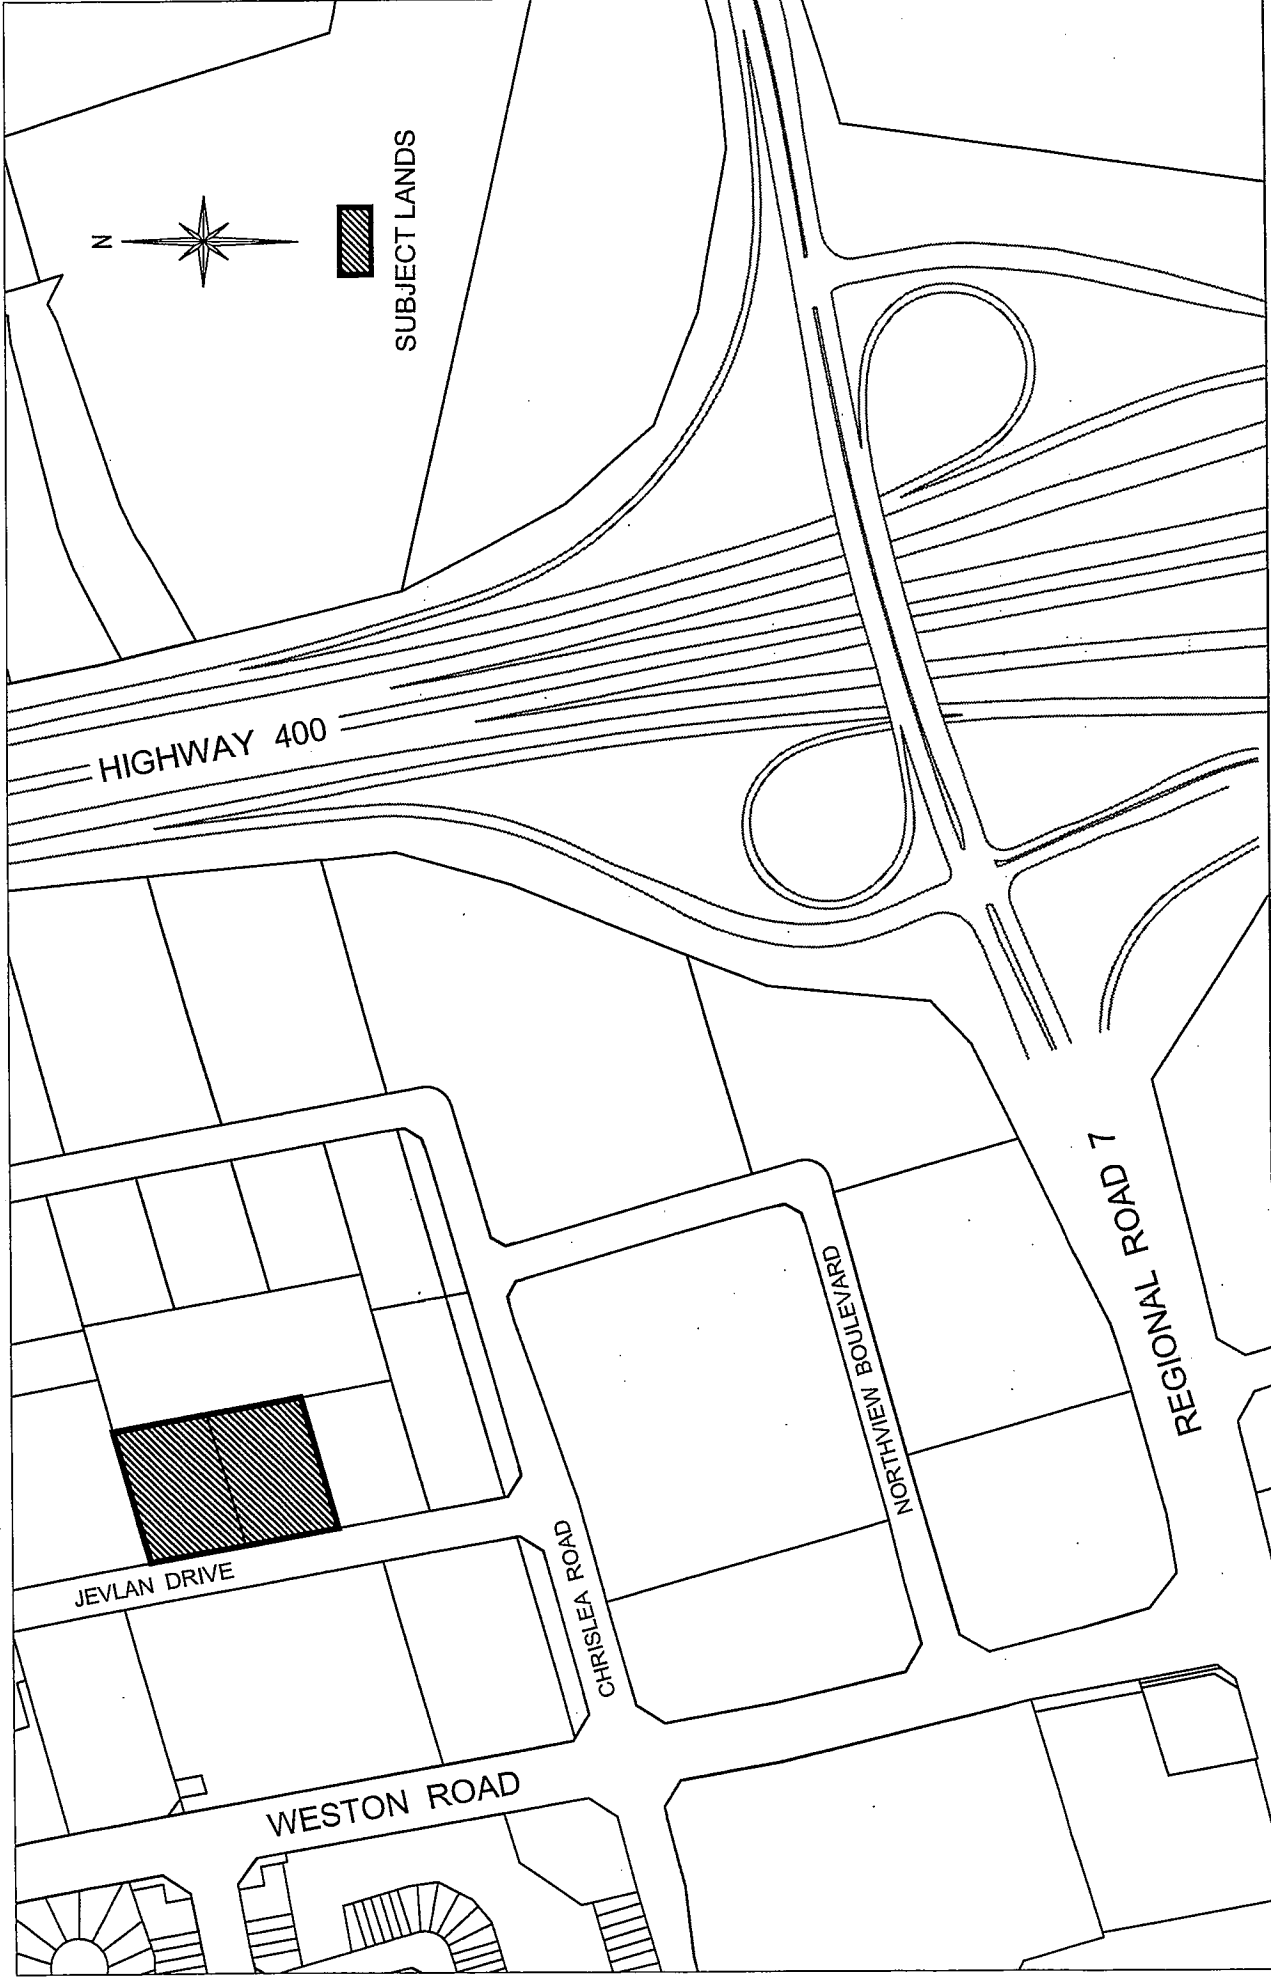 N
SUBJECT LANDS
HIGHWAY 400
JEVLAN DRIVE
CHRISLEA ROAD
NORTHVIEW BOULEVARD
REGIONAL ROAD 7
WESTON ROAD